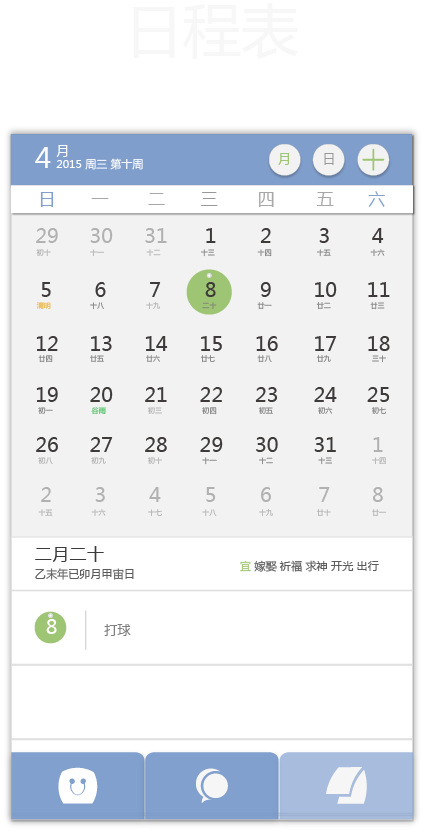 日程表
4 月
2015 周三 第十周
月 日
日 一 二 三 四 五 六
29 30 31 1 2 3 4
初十 十一 十二 十三 十四 十五 十六
5 6 7 8 9 10 11
清明 十八 十九 二十 廿一 廿二 廿三
12 13 14 15 16 17 18
廿四 廿五 廿六 廿七 廿八 廿九 三十
19 20 21 22 23 24 25
初一 谷雨 初三 初四 初五 初六 初七
26 27 28 29 30 31 1
初八 初九 初十 十一 十二 十三 十四
2 3 4 5 6 7 8
十五 十六 十七 十八 十九 廿十 廿一
二月二十
乙未年已卯月甲宙日
宜 嫁娶 祈福 求神 开光 出行
8 打球